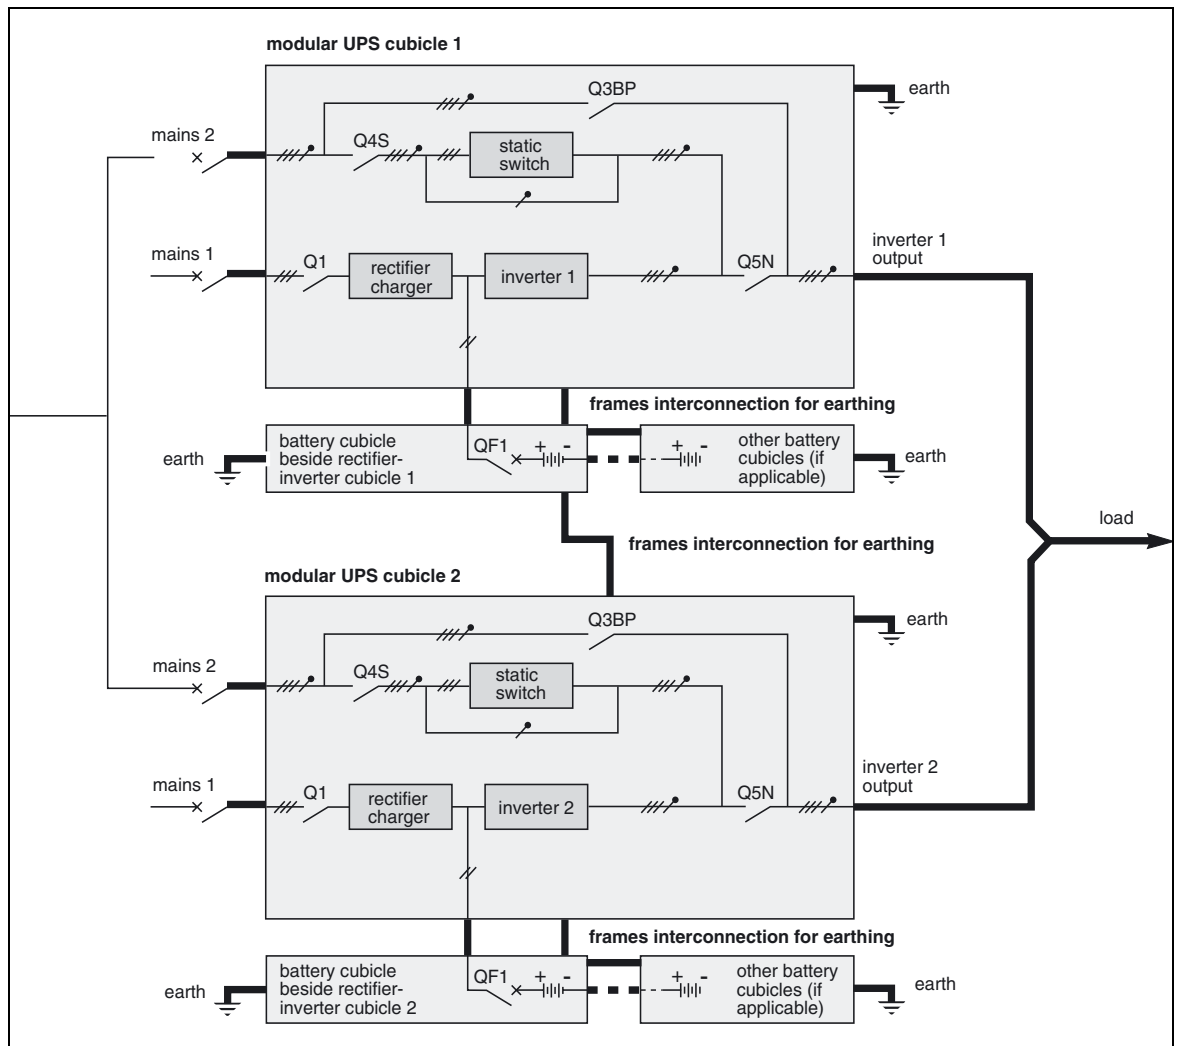 modular UPS cubicle 1
earth
Q3BP
mains 2
Q4S
static
switch
mains 1
Q1
rectifier
charger
inverter 1
Q5N
inverter 1
output
frames interconnection for earthing
earth
battery cubicle
beside rectifier-
inverter cubicle 1
QF1
+ -
+ -
other battery
cubicles (if
applicable)
earth
load
frames interconnection for earthing
modular UPS cubicle 2
earth
Q3BP
mains 2
Q4S
static
switch
mains 1
Q1
rectifier
charger
inverter 2
Q5N
inverter 2
output
frames interconnection for earthing
earth
battery cubicle
beside rectifier-
inverter cubicle 2
QF1
+ -
+ -
other battery
cubicles (if
applicable)
earth